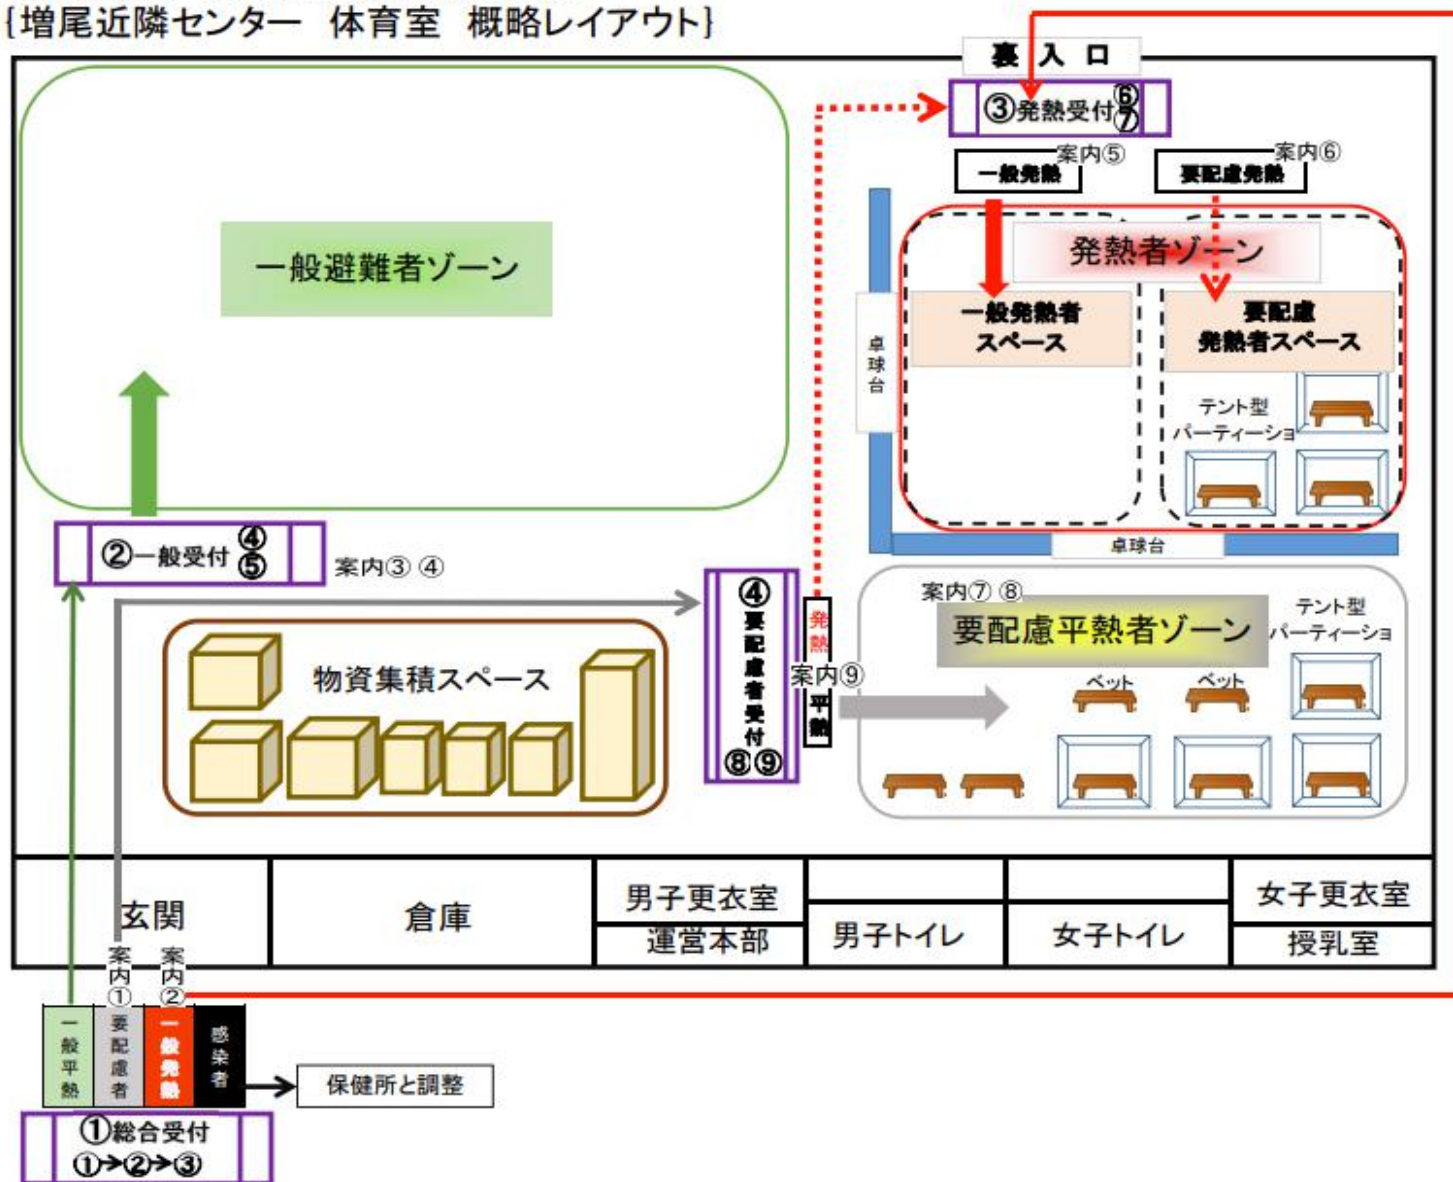 {増尾近隣センター 体育室 概略レイアウト}
裏 入 口
③発熱受付⑥
⑦
案内⑤
案内⑥
一般発熱
要配慮発熱
一般避難者ゾーン
発熱者ゾーン
一般発熱者
スペース
要配慮
発熱者スペース
卓球台
テント型
パーティーショ
②一般受付④
⑤
案内③ ④
卓球台
④要配慮者受付
⑧⑨
発熱
平熱
案内⑨
案内⑦ ⑧
要配慮平熱者ゾーン
テント型
パーティーショ
物資集積スペース
ベット
ベット
玄関
倉庫
男子更衣室
運営本部
男子トイレ
女子トイレ
女子更衣室
授乳室
案内①
案内②
一般平熱
要配慮者
一般発熱
感染者
保健所と調整
①総合受付
①→②→③